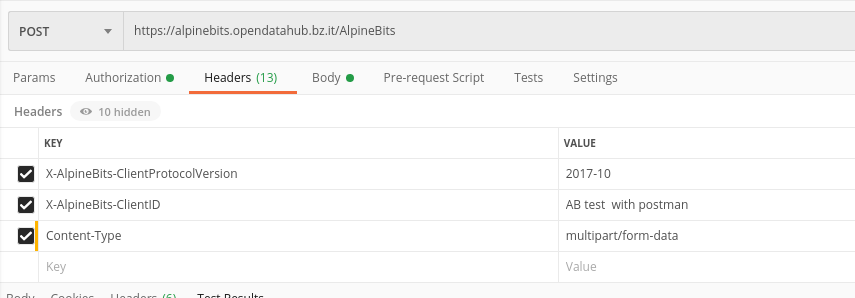 POST https://alpinebits.opendatahub.bz.it/AlpineBits
Params Authorization Headers (13) Body Pre-request Script Tests Settings
Headers 10 hidden
KEY VALUE
X-AlpineBits-ClientProtocolVersion 2017-10
X-AlpineBits-ClientID AB test with postman
Content-Type multipart/form-data
Key Value
Body Cookies Headers (6) Test Results